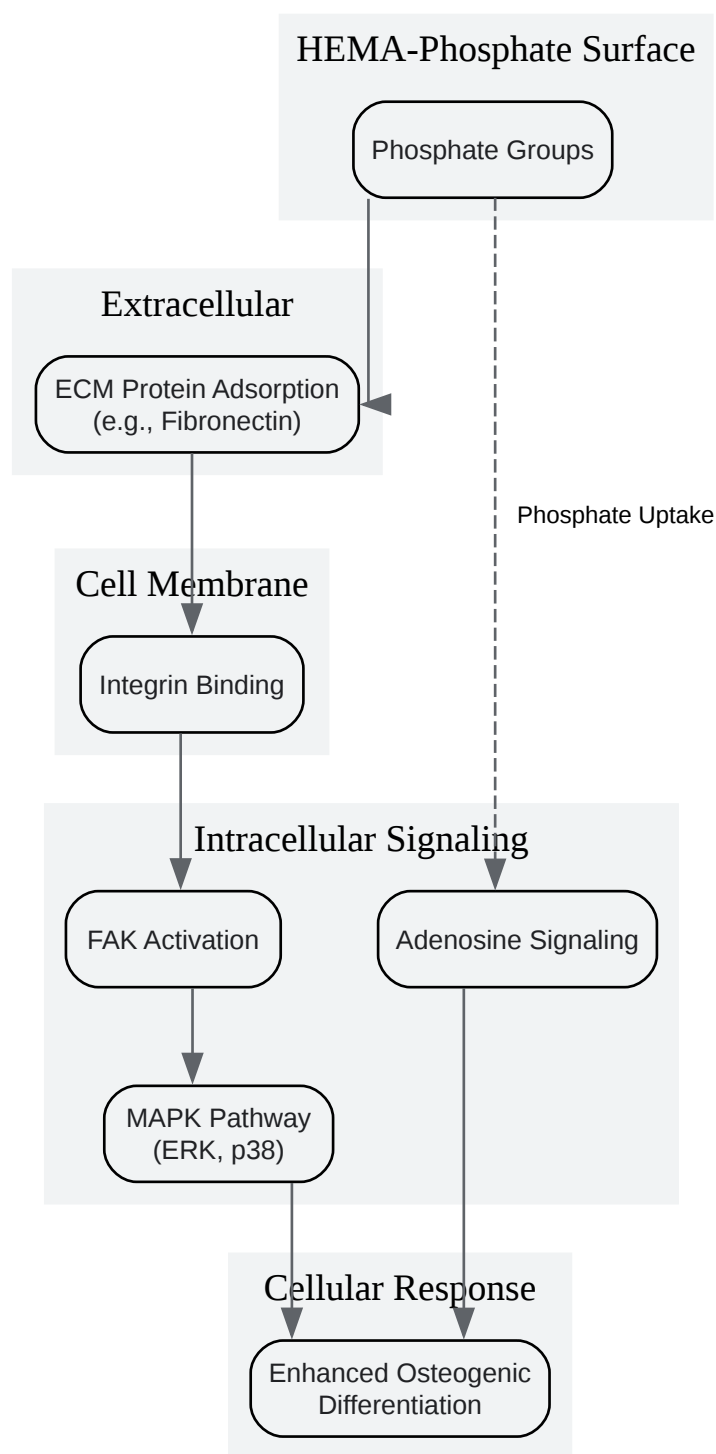 HEMA-Phosphate Surface
Phosphate Groups
Extracellular
ECM Protein Adsorption
(e.g., Fibronectin)
Phosphate Uptake
Cell Membrane
Integrin Binding
Intracellular Signaling
FAK Activation
Adenosine Signaling
MAPK Pathway
(ERK, p38)
Cellular Response
Enhanced Osteogenic
Differentiation